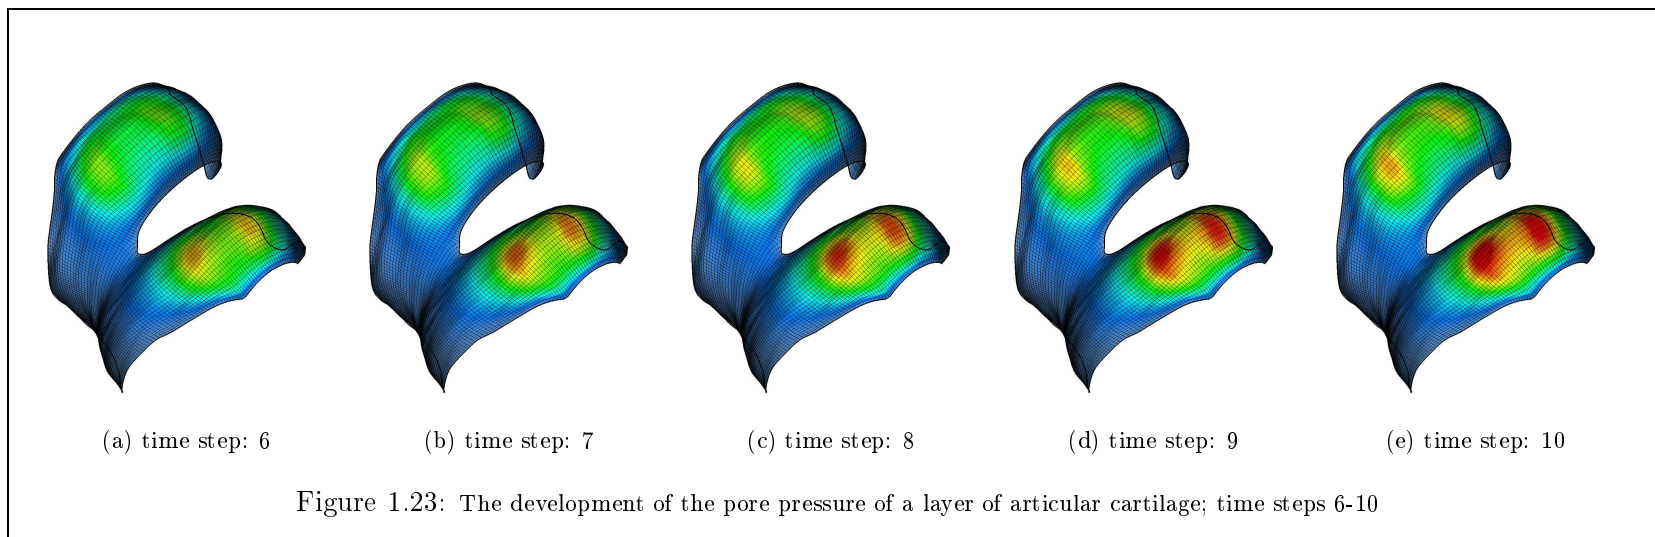 (a) time step: 6
(b) time step: 7
(c) time step: 8
(d) time step: 9
(e) time step: 10
Figure 1.23: The development of the pore pressure of a layer of articular cartilage; time steps 6-10